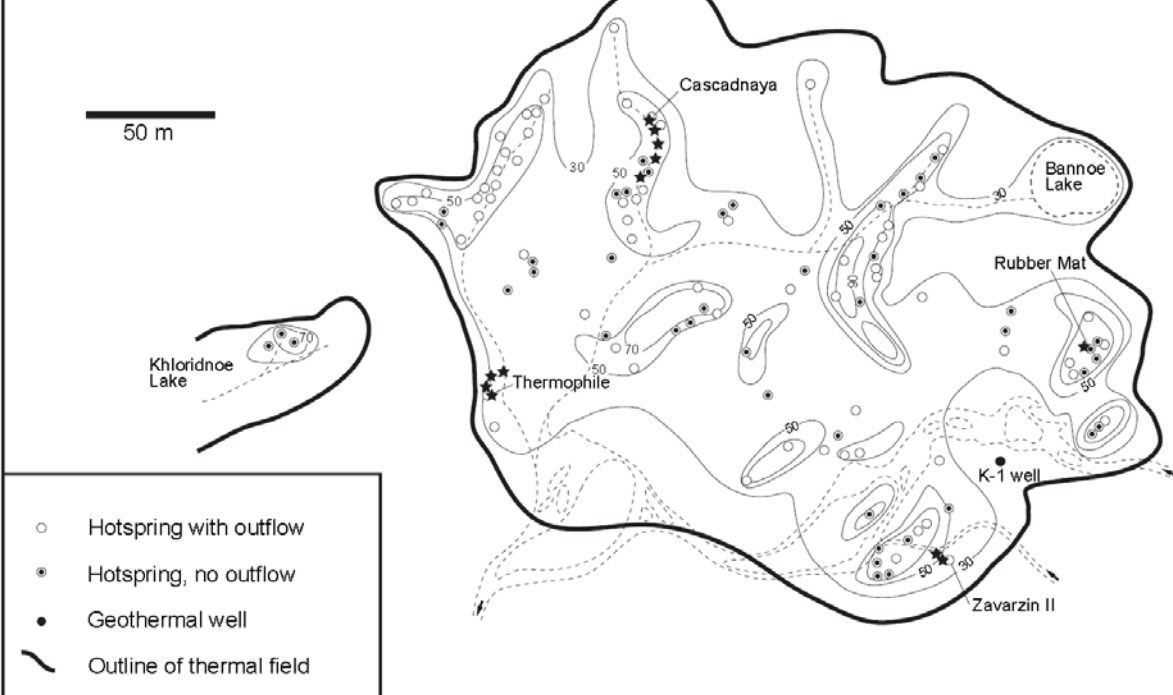 Cascadnaya
50 m
30
50
50
Bannoe
Lake
30
50
Rubber Mat
90
50
70
Khloridnoe
Lake
70
50
Thermophile
50
50
K-1 well
50
30
Zavarzin II
Hotspring with outflow
Hotspring, no outflow
Geothermal well
Outline of thermal field